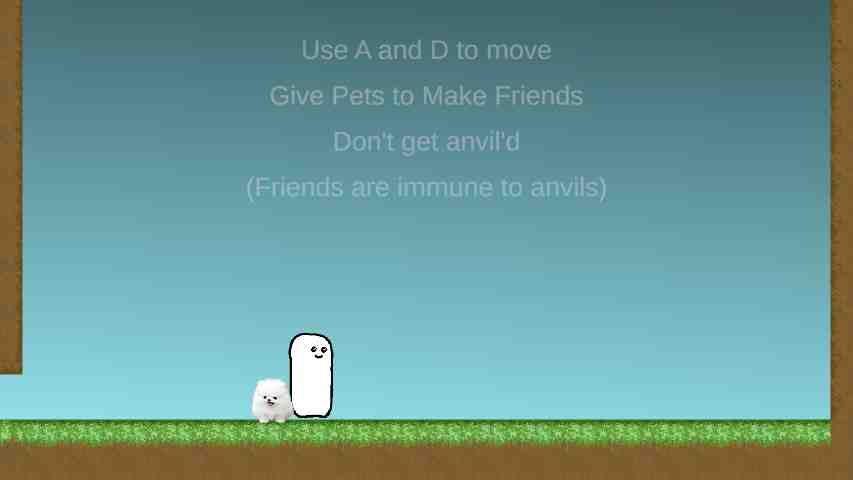 Use A and D to move
Give Pets to Make Friends
Don't get anvil'd
(Friends are immune to anvils)